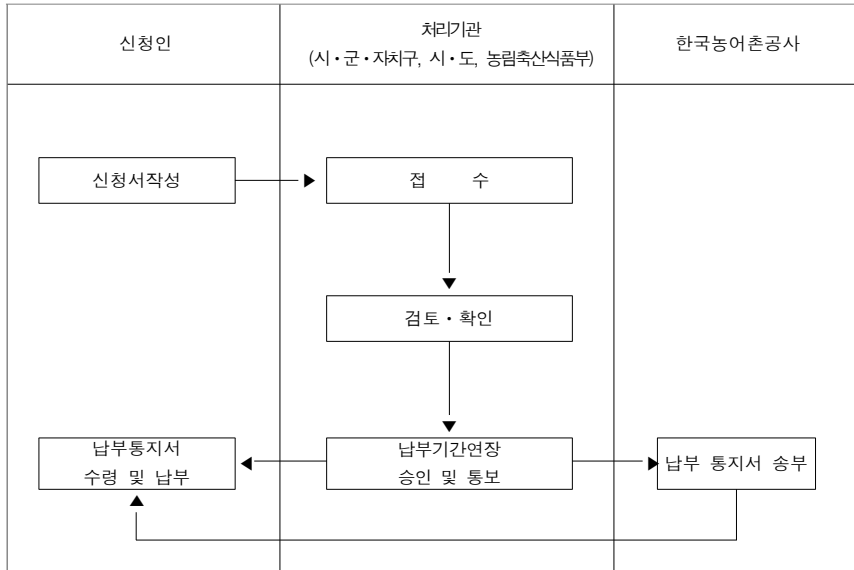 신청인
처리기관
(시·군·자치구, 시·도, 농림축산식품부)
한국농어촌공사
신청서작성
접 수
검토·확인
납부통지서
수령 및 납부
납부기간연장
승인 및 통보
납부 통지서 송부